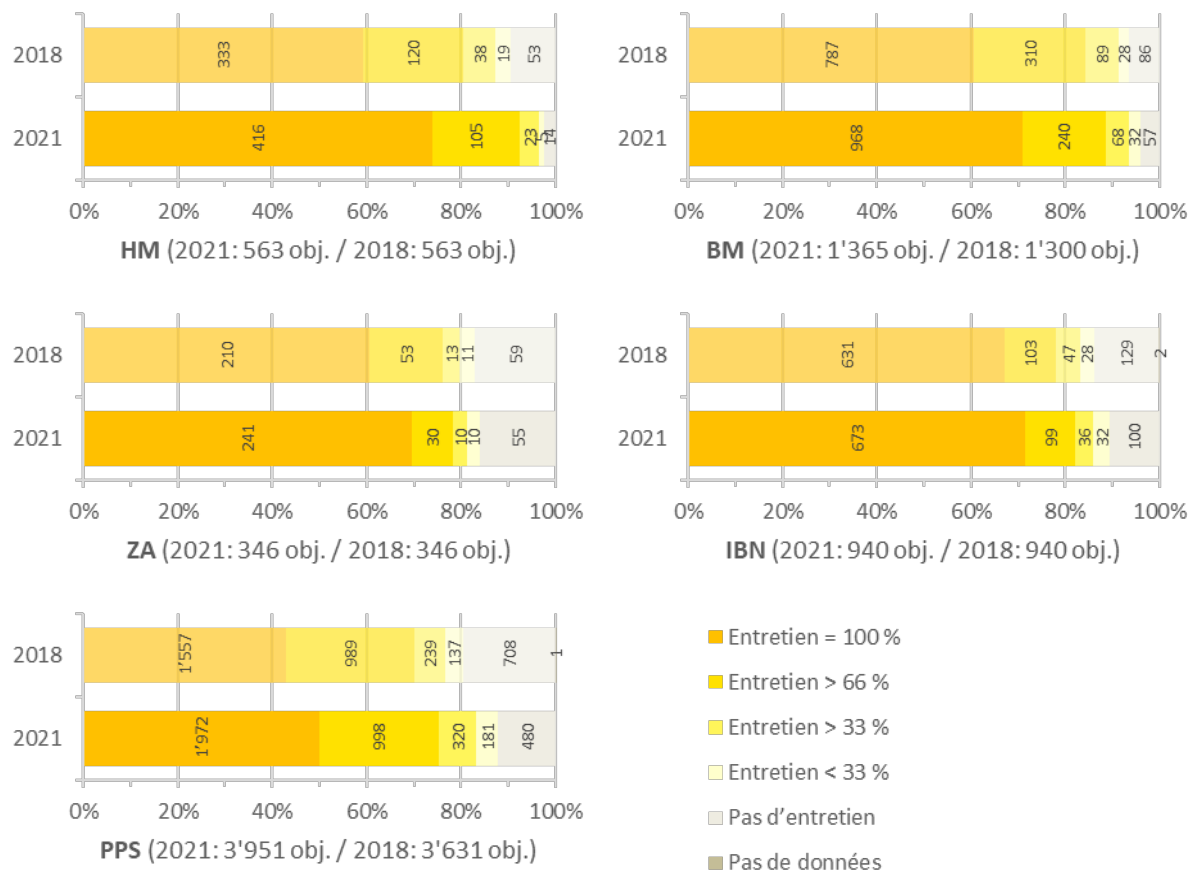 2018
333 120 38 19 53
2021
416 105 23 5 14
0% 20% 40% 60% 80% 100%
HM (2021: 563 obj. / 2018: 563 obj.)
2018
787 310 89 28 86
2021
968 240 68 32 57
0% 20% 40% 60% 80% 100%
BM (2021: 1'365 obj. / 2018: 1'300 obj.)
2018
210 53 13 11 59
2021
241 30 10 10 55
0% 20% 40% 60% 80% 100%
ZA (2021: 346 obj. / 2018: 346 obj.)
2018
631 103 47 28 129 2
2021
673 99 36 32 100
0% 20% 40% 60% 80% 100%
IBN (2021: 940 obj. / 2018: 940 obj.)
2018
1'557 989 239 137 708 1
2021
1'972 998 320 181 480
0% 20% 40% 60% 80% 100%
PPS (2021: 3'951 obj. / 2018: 3'631 obj.)
Entretien = 100 %
Entretien > 66 %
Entretien > 33 %
Entretien < 33 %
Pas d'entretien
Pas de données